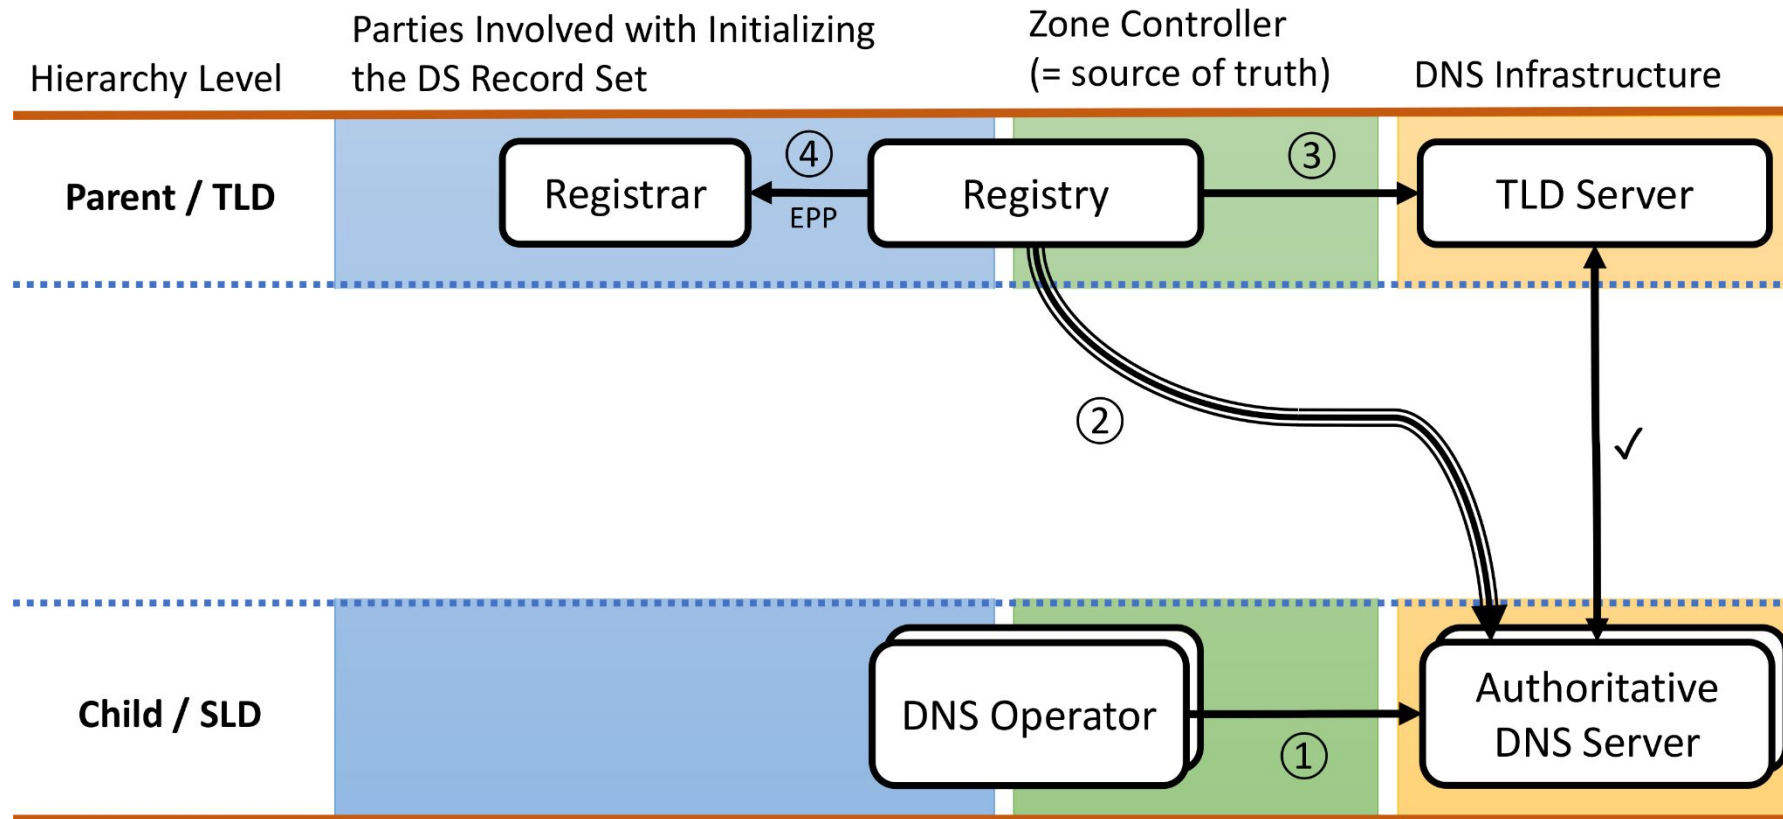 Hierarchy Level
Parties Involved with Initializing
the DS Record Set
Zone Controller
(= source of truth)
DNS Infrastructure
Parent / TLD
Registrar
④
EPP
Registry
③
TLD Server
②
✓
Child / SLD
DNS Operator
①
Authoritative
DNS Server